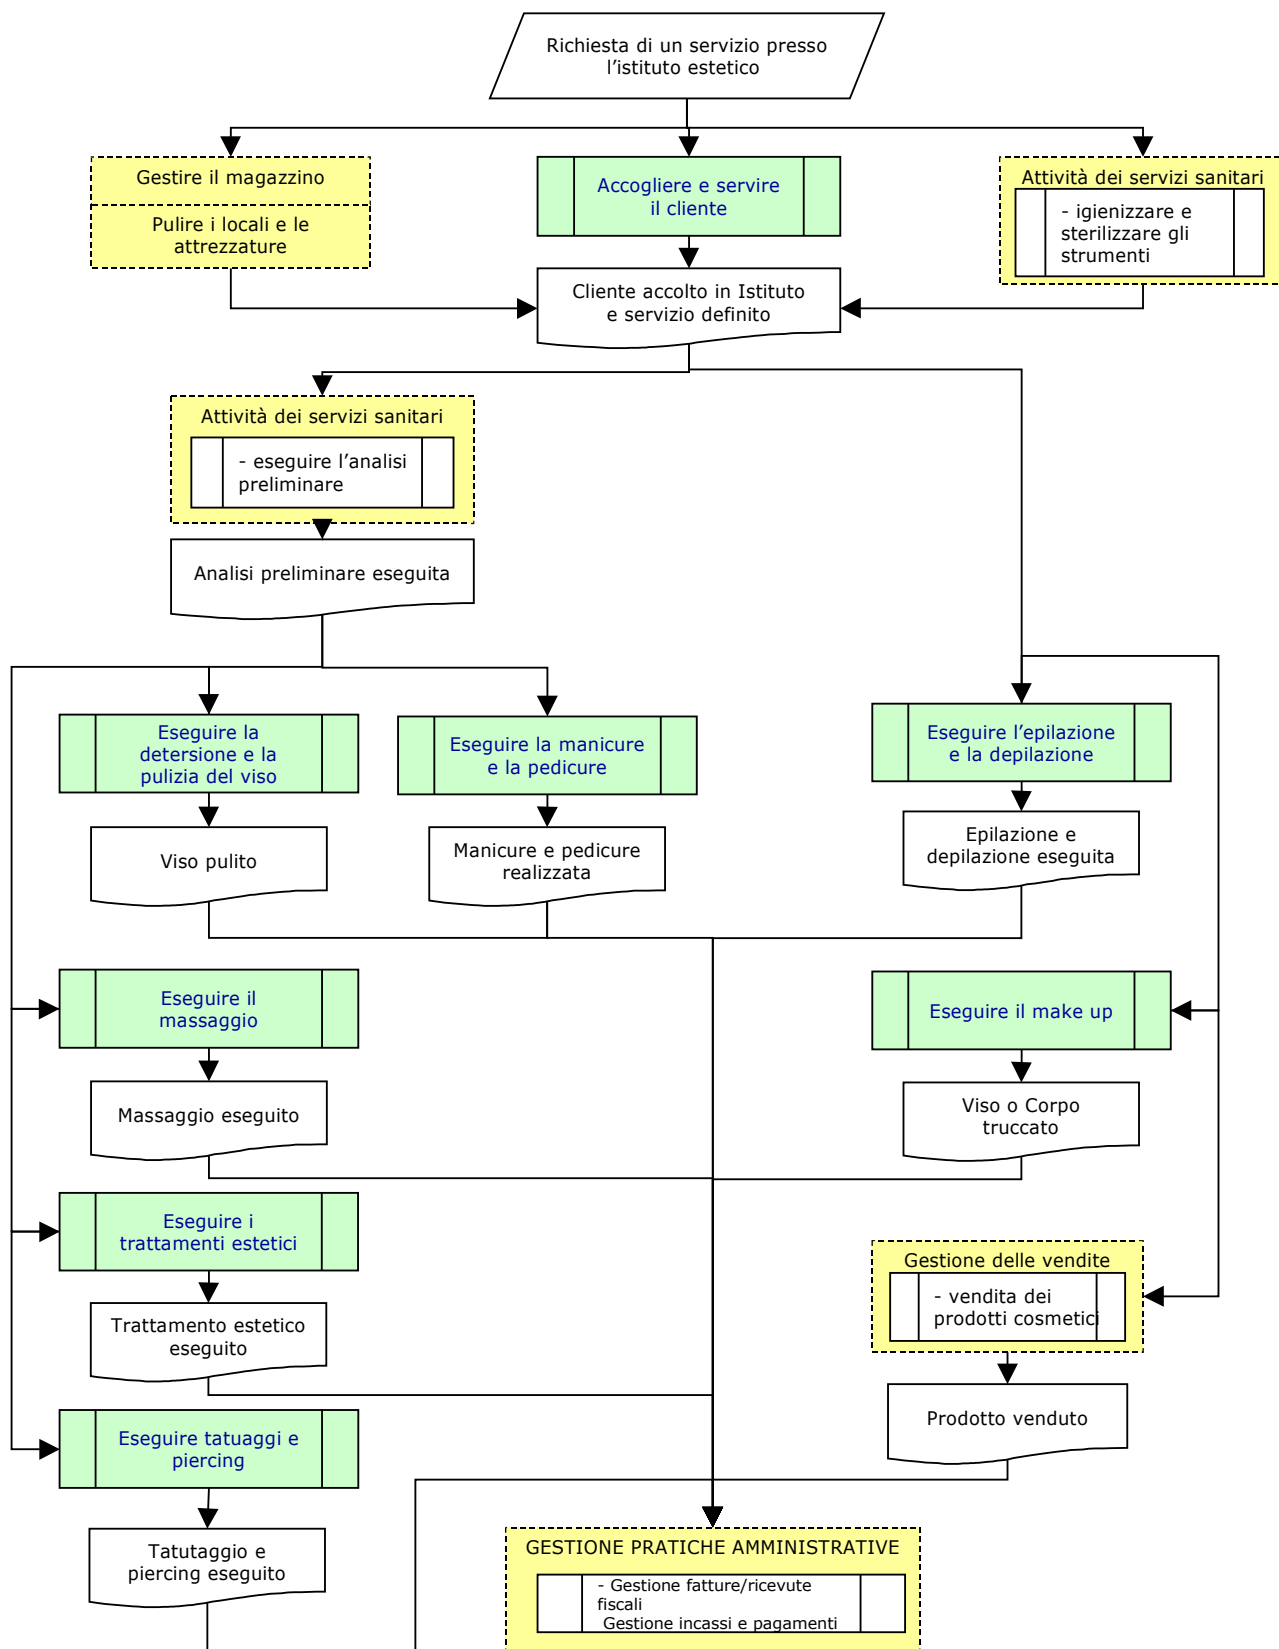 Richiesta di un servizio presso
l'istituto estetico
Gestire il magazzino
Pulire i locali e le
attrezzature
Accogliere e servire
il cliente
Attività dei servizi sanitari
- igienizzare e
sterilizzare gli
strumenti
Cliente accolto in Istituto
e servizio definito
Attività dei servizi sanitari
- eseguire l'analisi
preliminare
Analisi preliminare eseguita
Eseguire la
detersione e la
pulizia del viso
Eseguire la manicure
e la pedicure
Eseguire l'epilazione
e la depilazione
Viso pulito
Manicure e pedicure
realizzata
Epilazione e
depilazione eseguita
Eseguire il
massaggio
Eseguire il make up
Massaggio eseguito
Viso o Corpo
truccato
Eseguire i
trattamenti estetici
Gestione delle vendite
- vendita dei
prodotti cosmetici
Trattamento estetico
eseguito
Prodotto venduto
Eseguire tatuaggi e
piercing
Tatutaggio e
piercing eseguito
GESTIONE PRATICHE AMMINISTRATIVE
- Gestione fatture/ricevute
fiscali
Gestione incassi e pagamenti